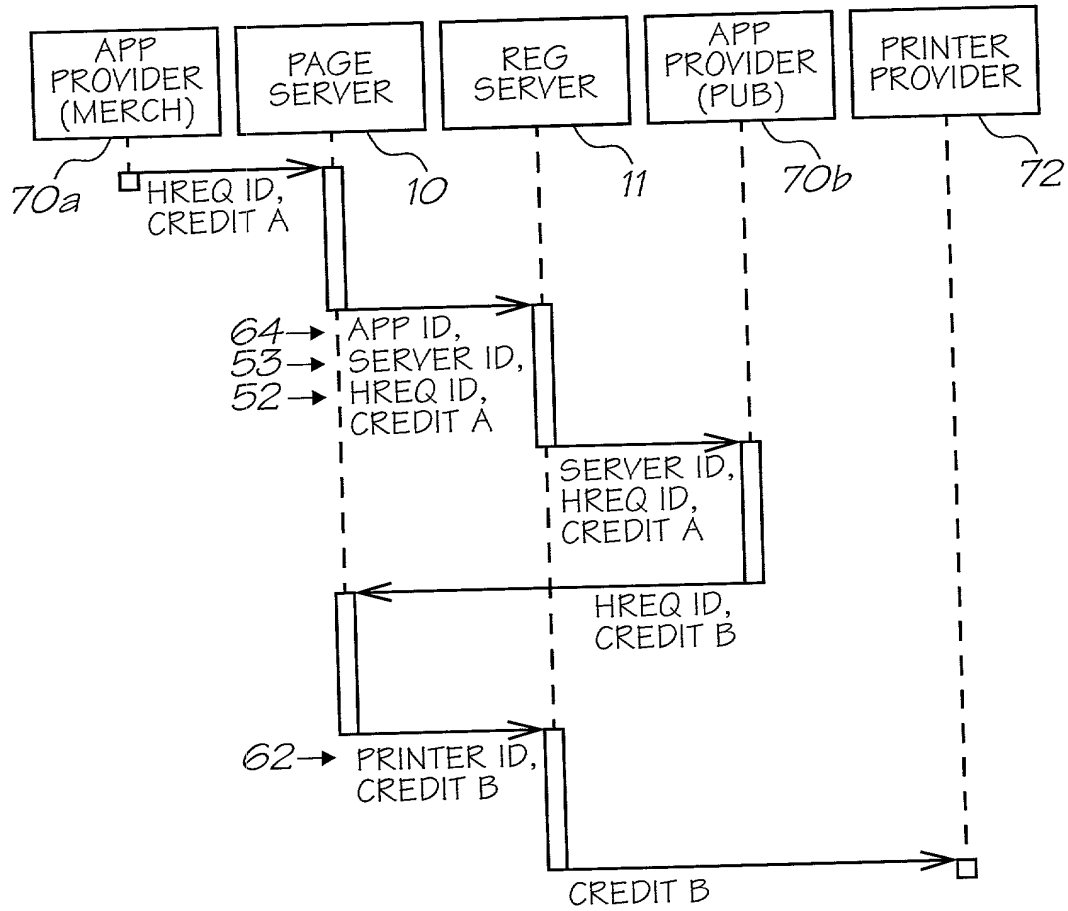 APP
PROVIDER
(MERCH)
PAGE
SERVER
REG
SERVER
APP
PROVIDER
(PUB)
PRINTER
PROVIDER
70a
10
11
70b
72
HREQ ID,
CREDIT A
64
APP ID,
53
SERVER ID,
52
HREQ ID,
CREDIT A
SERVER ID,
HREQ ID,
CREDIT A
HREQ ID,
CREDIT B
62
PRINTER ID,
CREDIT B
CREDIT B